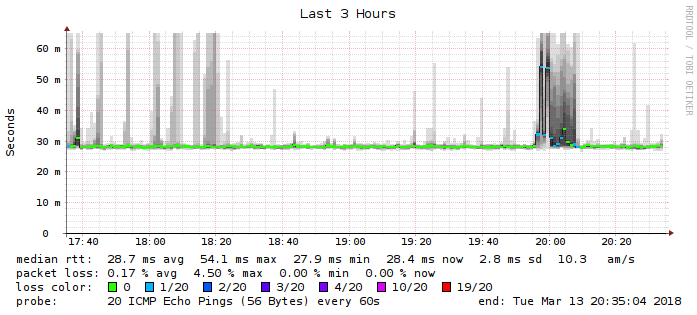 Last 3 Hours
RRDTOOL / TOBI OETIKER
Seconds
60 m
50 m
40 m
30 m
20 m
10 m
0
17:40 18:00 18:20 18:40 19:00 19:20 19:40 20:00 20:20
median rtt: 28.7 ms avg 54.1 ms max 27.9 ms min 28.4 ms now 2.8 ms sd 10.3 am/s
packet loss: 0.17 % avg 4.50 % max 0.00 % min 0.00 % now
loss color: 0 1/20 2/20 3/20 4/20 10/20 19/20
probe: 20 ICMP Echo Pings (56 Bytes) every 60s end: Tue Mar 13 20:35:04 2018